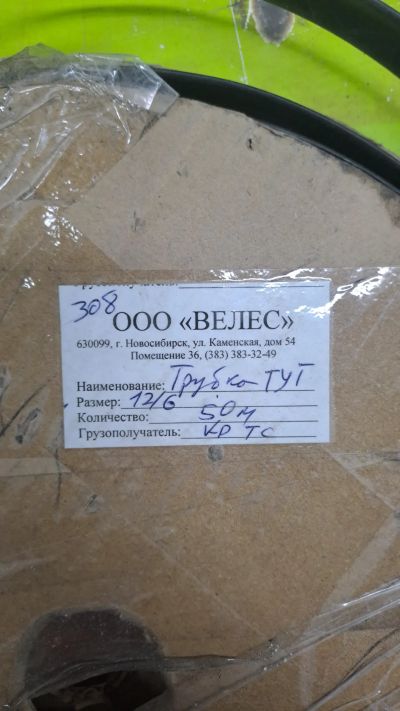 308
ООО «ВЕЛЕС»
630099, г. Новосибирск, ул. Каменская, дом 54
Помещение 36, (383) 383-32-49
Наименование: Трубка ТУТ
Размер: 12/6
Количество: 50м
Грузополучатель: КР ТС